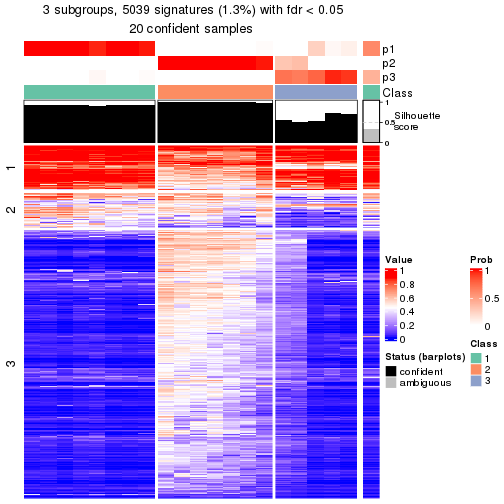 3 subgroups, 5039 signatures (1.3%) with fdr < 0.05
20 confident samples
p1
p2
p3
Class
1
0.5
0
Silhouette
score
1
2
3
Value
1
0.8
0.6
0.4
0.2
0
Prob
1
0.5
0
Status (barplots)
confident
ambiguous
Class
1
2
3